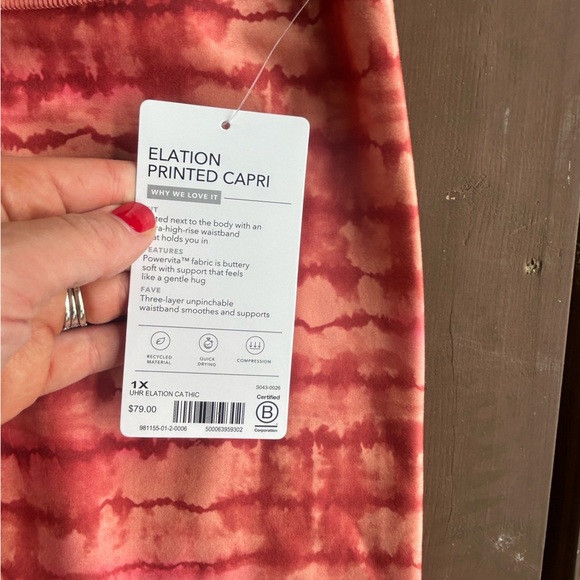 ELATION
PRINTED CAPRI
WHY WE LOVE IT
next to the body with an
-high-rise waistband
holds you in
FEATURES
Powervita™ fabric is buttery
soft with support that feels
like a gentle hug
FAVE
Three-layer unpinchable
waistband smoothes and supports
RECYCLED MATERIAL
QUICK DRYING
COMPRESSION
1X
S043-0026
UHR ELATION CA THIC
$79.00
Certified
B
Corporation
981155-01-2-0006
500063958302